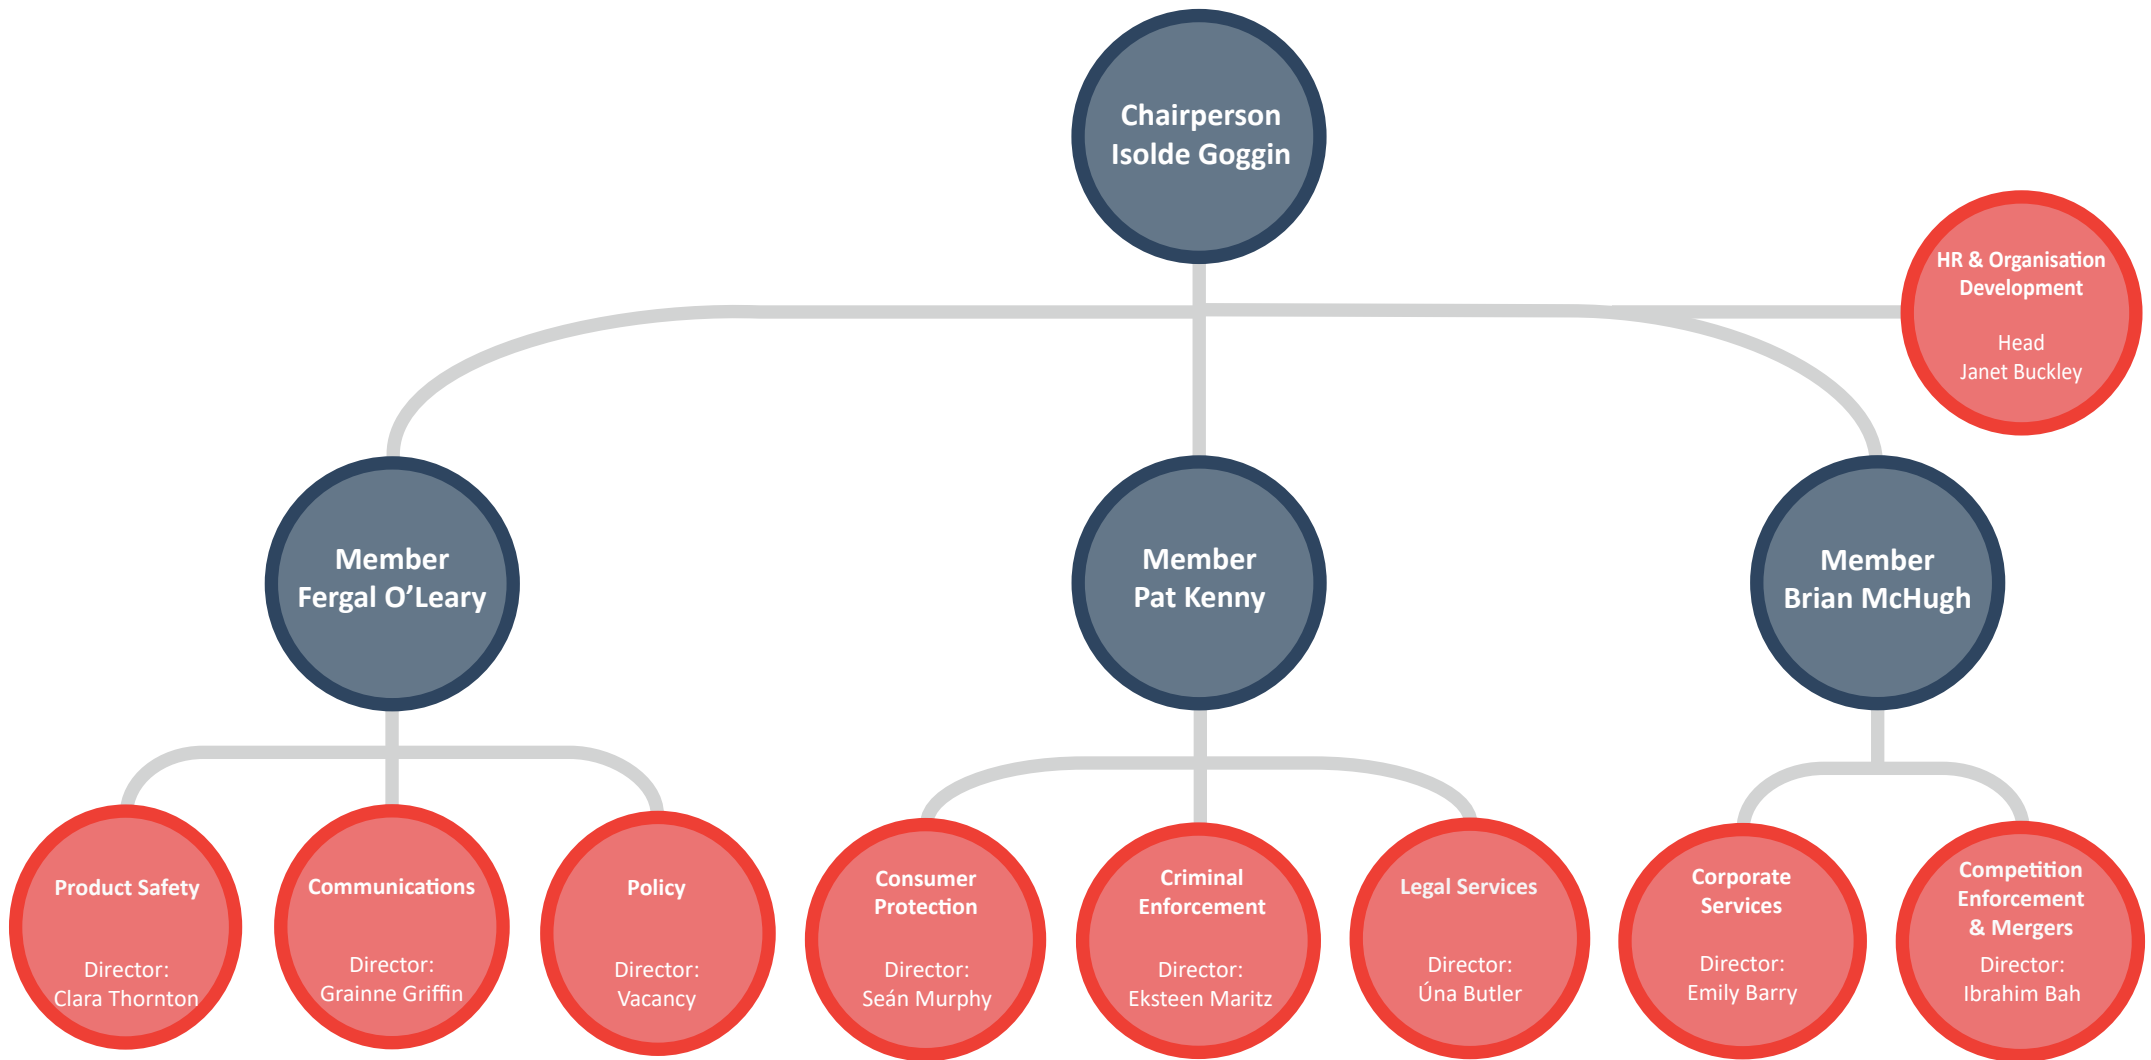 Chairperson
Isolde Goggin
HR & Organisation
Development
Head
Janet Buckley
Member
Fergal O’Leary
Member
Pat Kenny
Member
Brian McHugh
Product Safety
Director:
Clara Thornton
Communications
Director:
Grainne Griffin
Policy
Director:
Vacancy
Consumer
Protection
Director:
Seán Murphy
Criminal
Enforcement
Director:
Eksteen Maritz
Legal Services
Director:
Úna Butler
Corporate
Services
Director:
Emily Barry
Competition
Enforcement
& Mergers
Director:
Ibrahim Bah